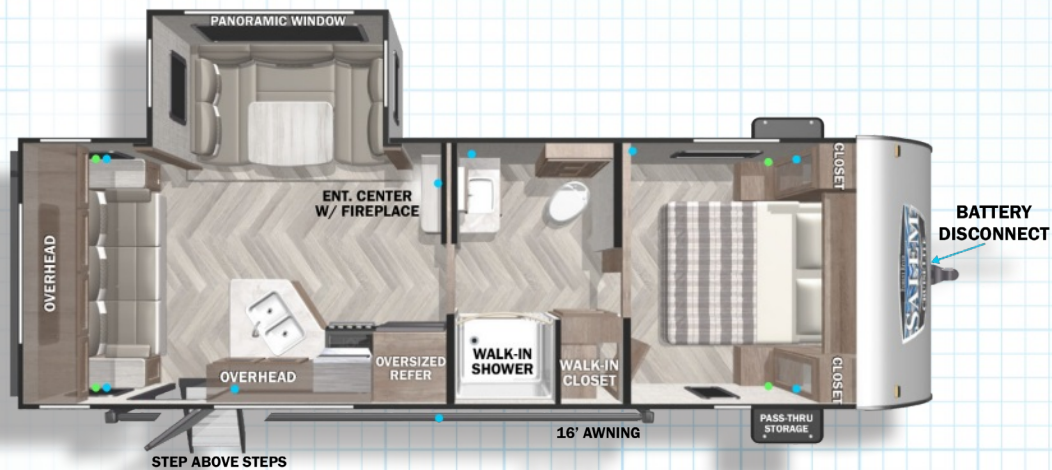 PANORAMIC WINDOW
OVERHEAD
ENT. CENTER
W/ FIREPLACE
CLOSET
BATTERY
DISCONNECT
SALEM
OVERHEAD
OVERSIZED
REFER
WALK-IN
SHOWER
WALK-IN
CLOSET
CLOSET
PASS-THRU
STORAGE
16’ AWNING
STEP ABOVE STEPS